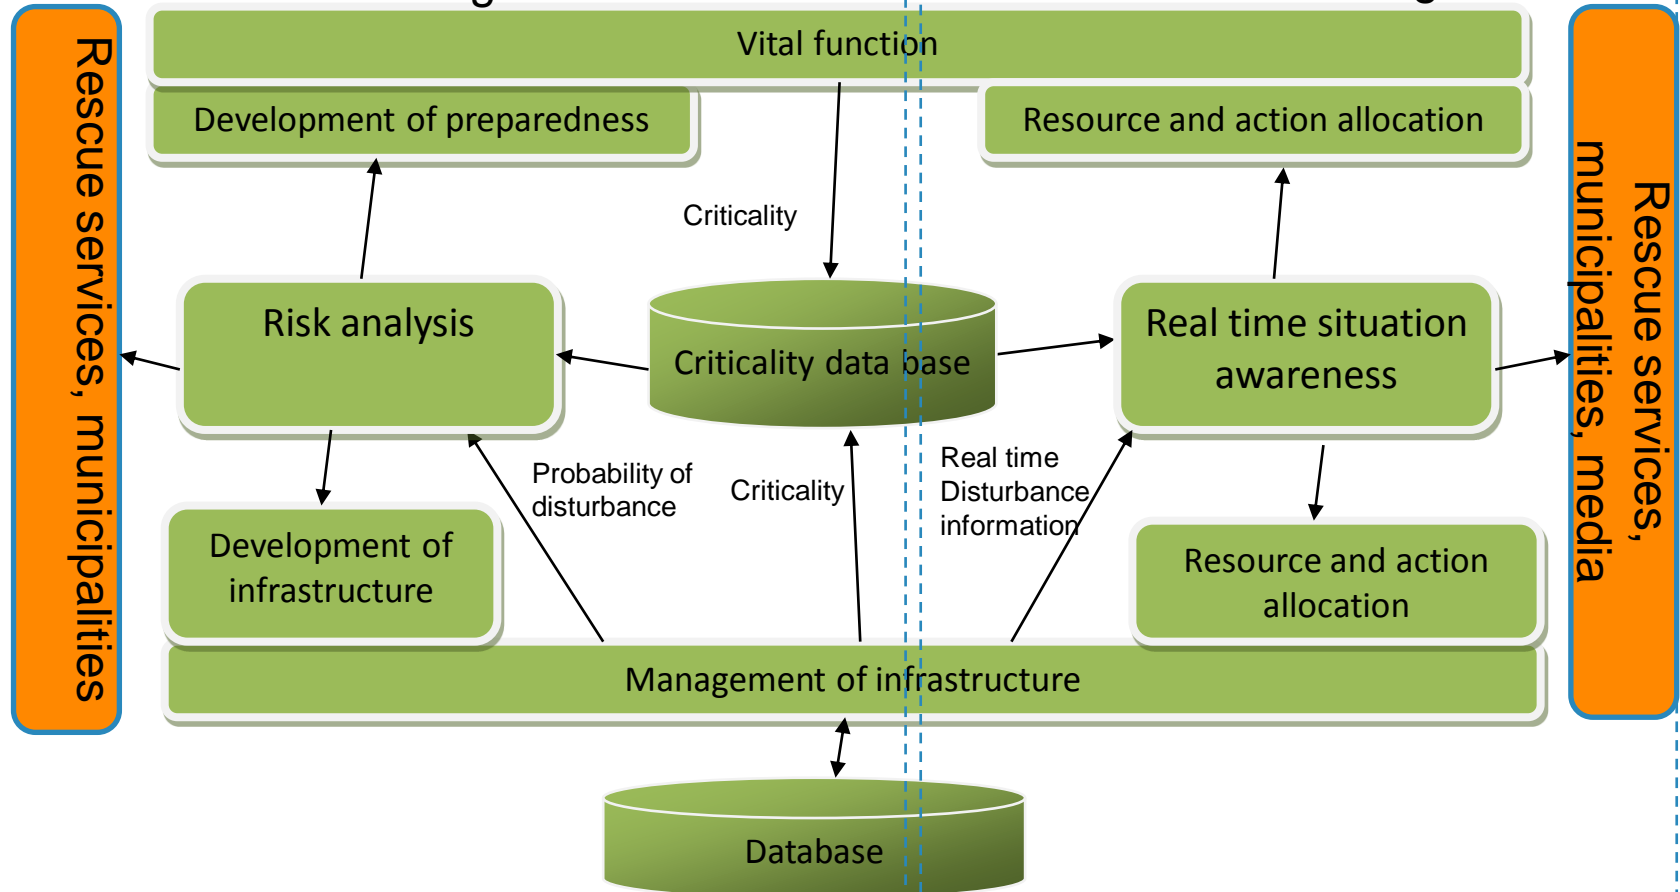 Vital function
Development of preparedness
Resource and action allocation
Criticality
Rescue services, municipalities
Risk analysis
Criticality data base
Real time situation
awareness
Rescue services,
municipalities, media
Probability of
disturbance
Criticality
Real time
Disturbance
information
Development of
infrastructure
Resource and action
allocation
Management of infrastructure
Database